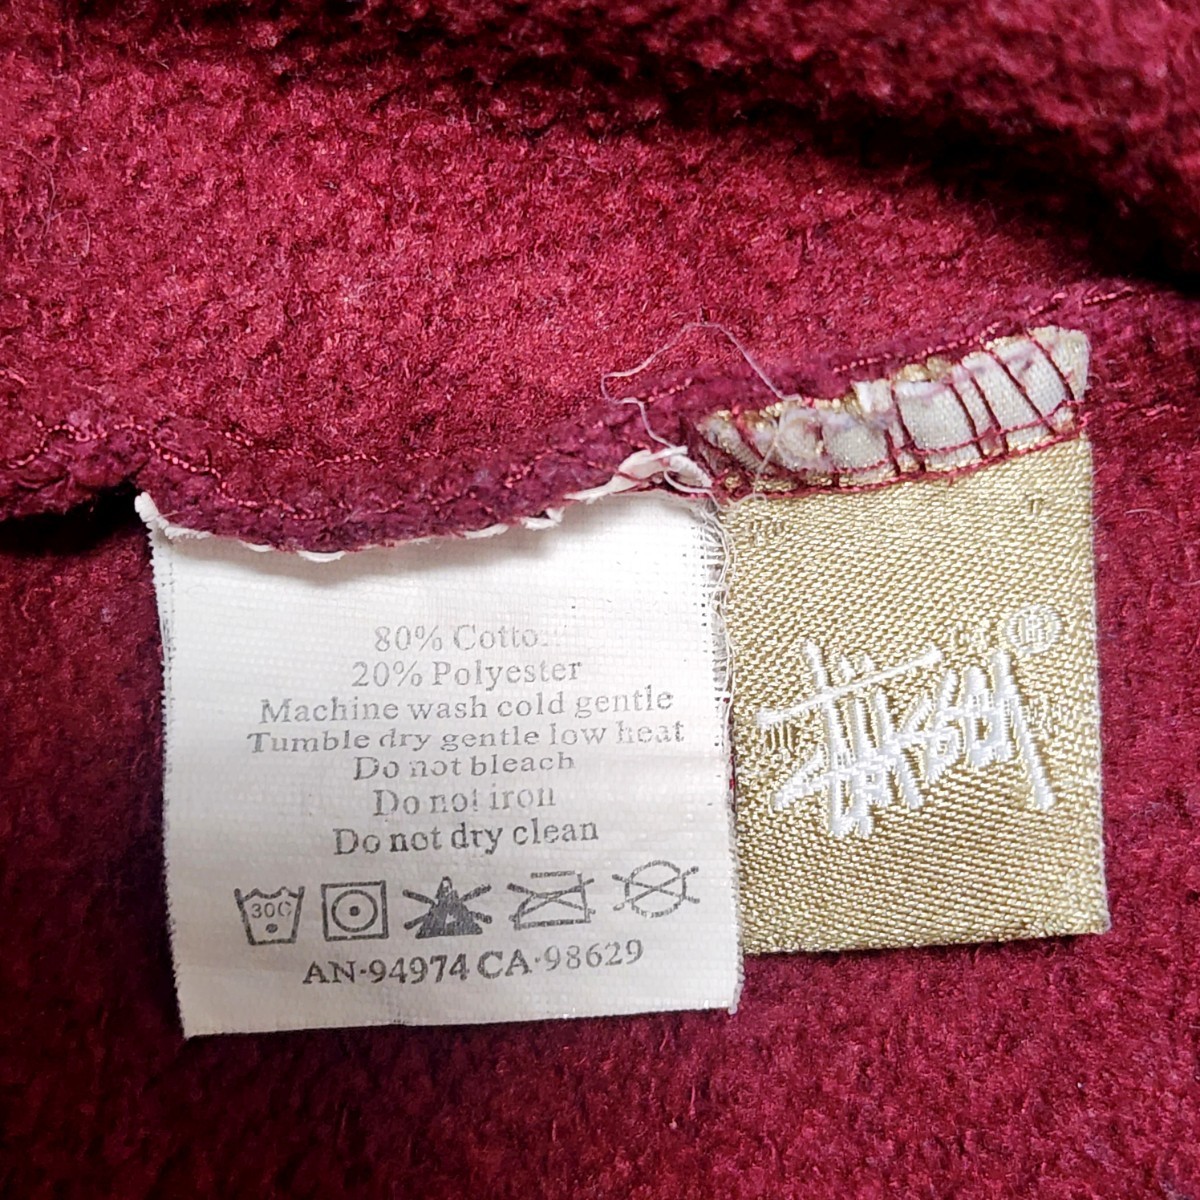 80% Cotto
20% Polyester
Machine wash cold gentle
Tumble dry gentle low heat
Do not bleach
Do not iron
Do not dry clean
30C
AN-94974 CA-98629
Stüssy ®